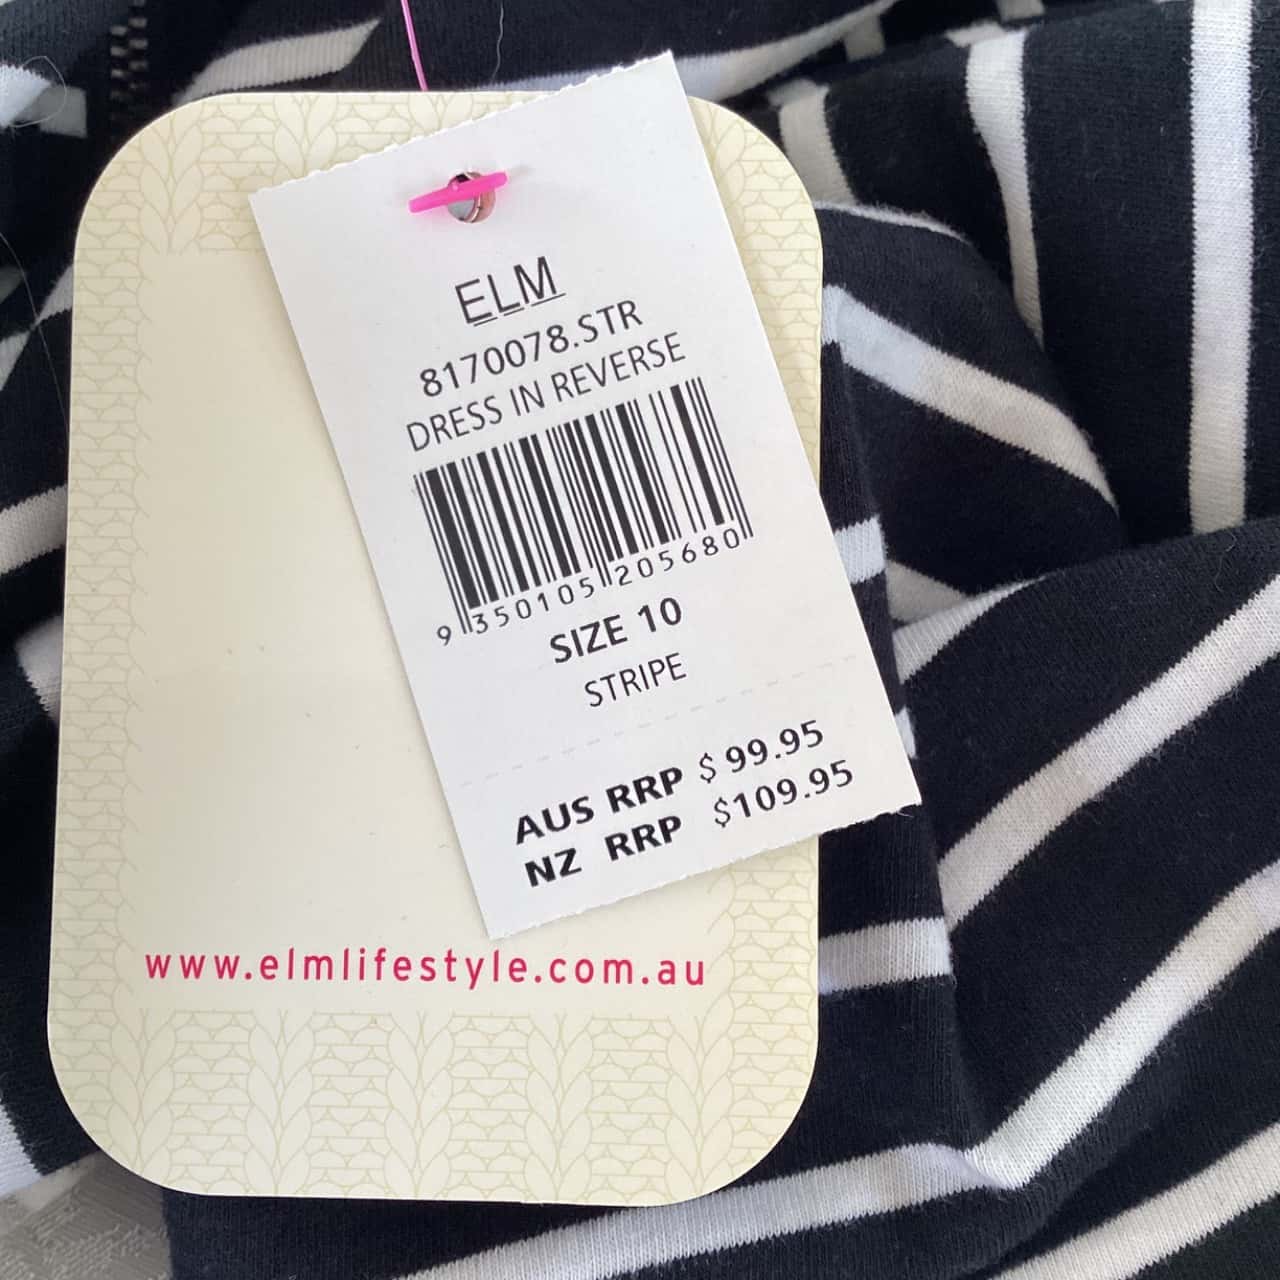 ELM
8170078.STR
DRESS IN REVERSE
9 350105 205680
SIZE 10
STRIPE
AUS RRP $ 99.95
NZ RRP $109.95
www.elmlifestyle.com.au